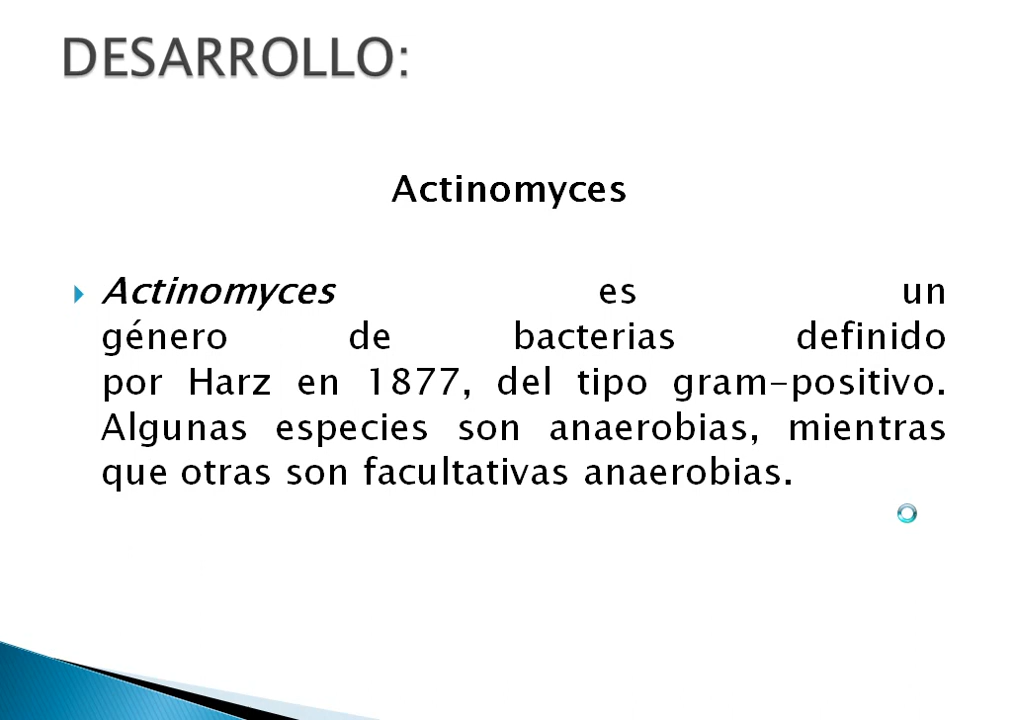 DESARROLLO:
Actinomyces
Actinomyces es un
género de bacterias definido
por Harz en 1877, del tipo gram-positivo.
Algunas especies son anaerobias, mientras
que otras son facultativas anaerobias.